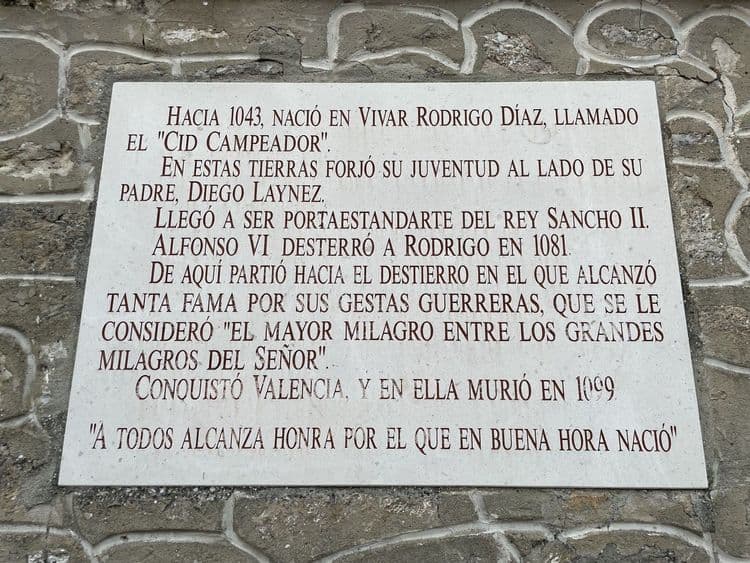 HACIA 1043, NACIÓ EN VIVAR RODRIGO DÍAZ, LLAMADO
EL "CID CAMPEADOR".
EN ESTAS TIERRAS FORJÓ SU JUVENTUD AL LADO DE SU
PADRE, DIEGO LAYNEZ.
LLEGÓ A SER PORTAESTANDARTE DEL REY SANCHO II.
ALFONSO VI DESTERRÓ A RODRIGO EN 1081.
DE AQUÍ PARTIÓ HACIA EL DESTIERRO EN EL QUE ALCANZÓ
TANTA FAMA POR SUS GESTAS GUERRERAS, QUE SE LE
CONSIDERÓ "EL MAYOR MILAGRO ENTRE LOS GRANDES
MILAGROS DEL SEÑOR".
CONQUISTÓ VALENCIA, Y EN ELLA MURIÓ EN 1099
"A TODOS ALCANZA HONRA POR EL QUE EN BUENA HORA NACIÓ"